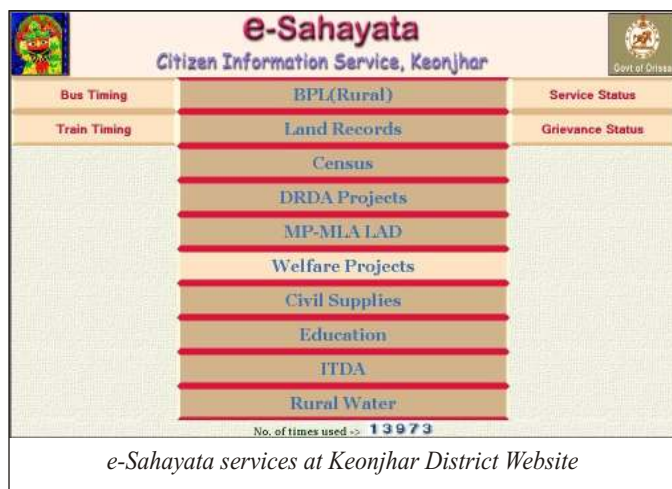 e-Sahayata
Citizen Information Service, Keonjhar
Govt of Orissa
Bus Timing
BPL(Rural)
Service Status
Train Timing
Land Records
Grievance Status
Census
DRDA Projects
MP-MLA LAD
Welfare Projects
Civil Supplies
Education
ITDA
Rural Water
No. of times used -> 13973
e-Sahayata services at Keonjhar District Website